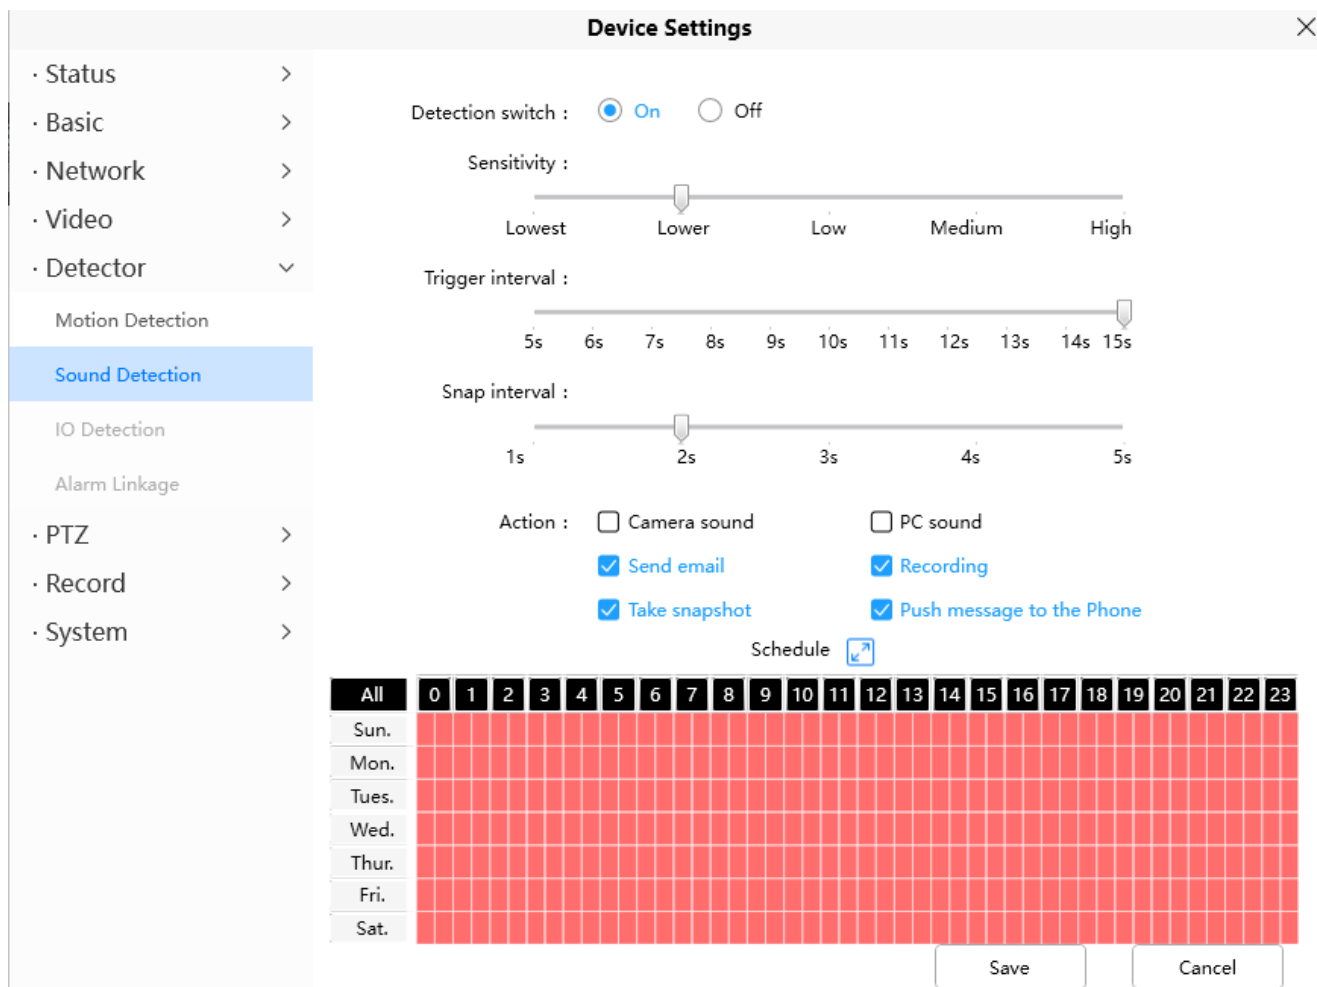 Device Settings
· Status
· Basic
· Network
· Video
· Detector
Motion Detection
Sound Detection
IO Detection
Alarm Linkage
· PTZ
· Record
· System
Detection switch : On Off
Sensitivity :
Lowest Lower Low Medium High
Trigger interval :
5s 6s 7s 8s 9s 10s 11s 12s 13s 14s 15s
Snap interval :
1s 2s 3s 4s 5s
Action : Camera sound PC sound
Send email Recording
Take snapshot Push message to the Phone
Schedule
All 0 1 2 3 4 5 6 7 8 9 10 11 12 13 14 15 16 17 18 19 20 21 22 23
Sun.
Mon.
Tues.
Wed.
Thur.
Fri.
Sat.
Save Cancel